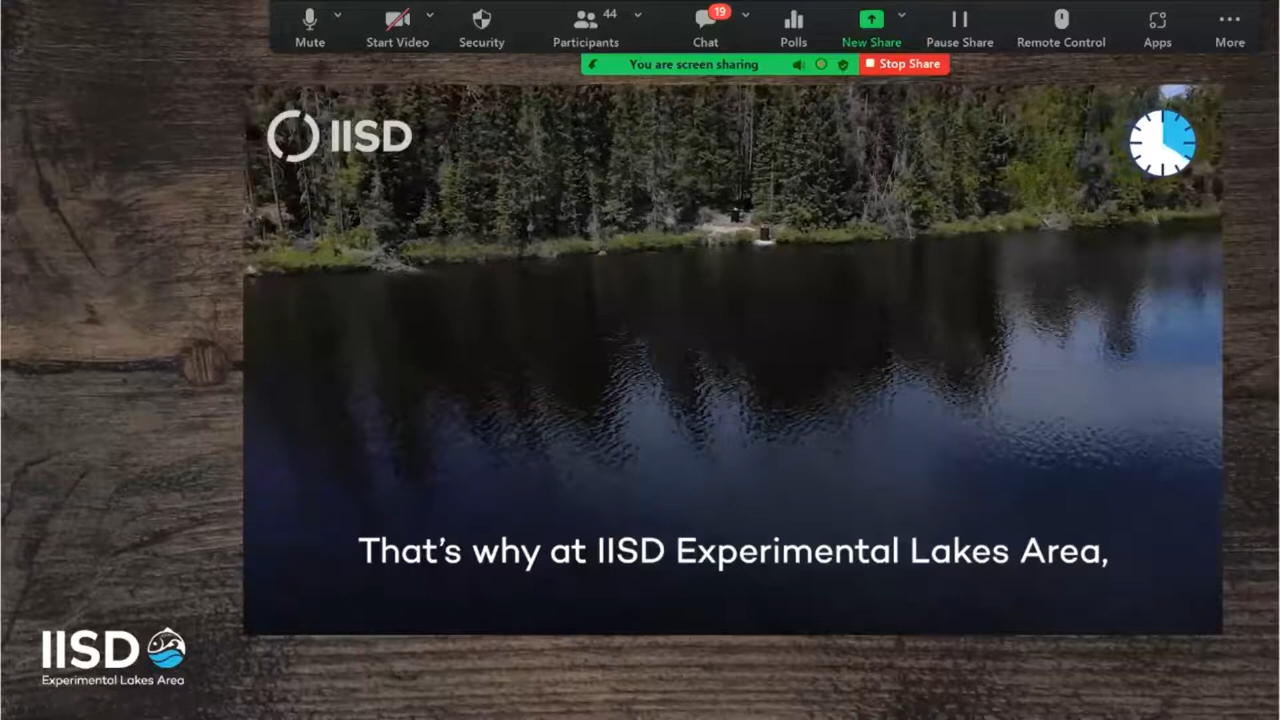 Mute
Start Video
Security
44
Participants
19
Chat
Polls
New Share
Pause Share
Remote Control
Apps
More
You are screen sharing
Stop Share
IISD
That's why at IISD Experimental Lakes Area,
IISD
Experimental Lakes Area